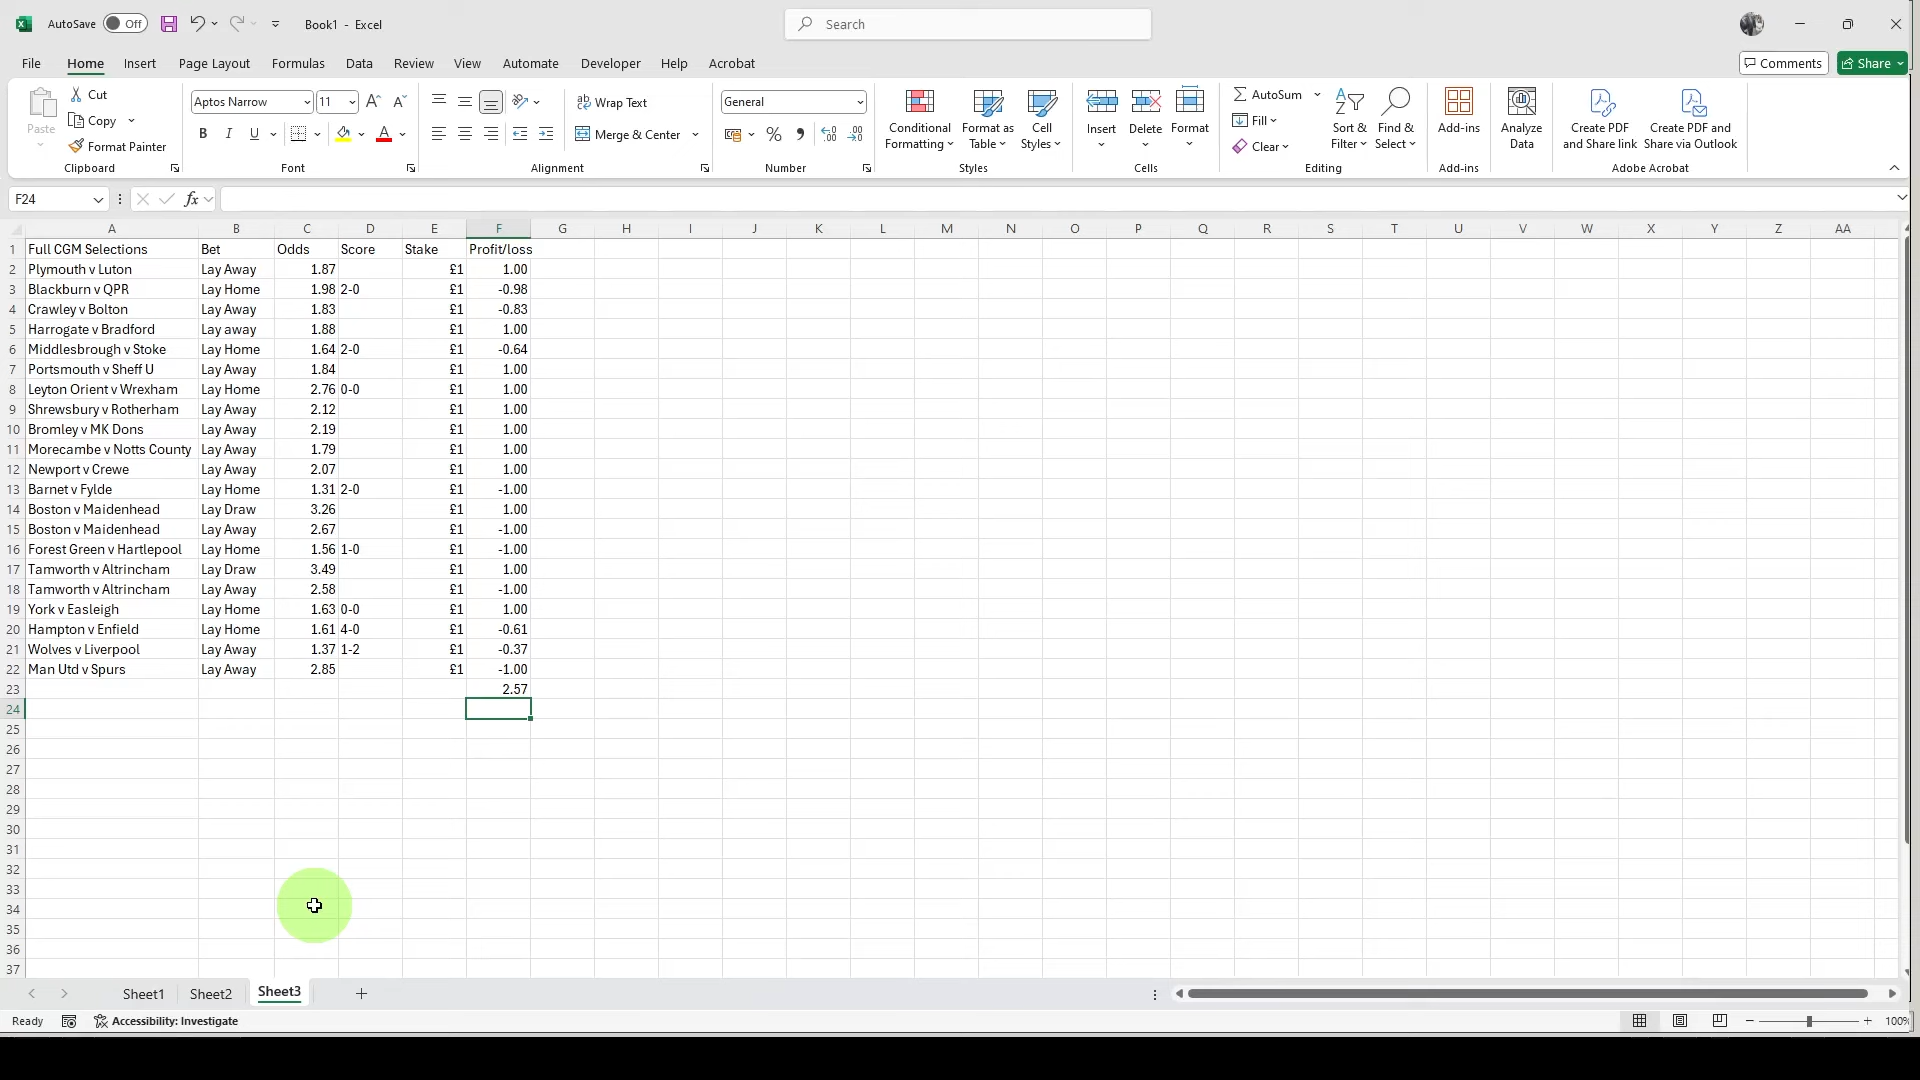 AutoSave Off Book1 - Excel Search
File Home Insert Page Layout Formulas Data Review View Automate Developer Help Acrobat Comments Share
Paste Cut Copy Format Painter Clipboard
Aptos Narrow 11 B I U A Font
Wrap Text Merge & Center Alignment
General % , Number
Conditional Formatting Format as Table Cell Styles Styles
Insert Delete Format Cells
AutoSum Fill Clear Sort & Filter Find & Select Editing
Add-ins Add-ins
Analyze Data
Create PDF and Share link Create PDF and Share via Outlook Adobe Acrobat
F24 fx
A B C D E F G H I J K L M N O P Q R S T U V W X Y Z AA
1 Full CGM Selections Bet Odds Score Stake Profit/loss
2 Plymouth v Luton Lay Away 1.87 £1 1.00
3 Blackburn v QPR Lay Home 1.98 2-0 £1 -0.98
4 Crawley v Bolton Lay Away 1.83 £1 -0.83
5 Harrogate v Bradford Lay away 1.88 £1 1.00
6 Middlesbrough v Stoke Lay Home 1.64 2-0 £1 -0.64
7 Portsmouth v Sheff U Lay Away 1.84 £1 1.00
8 Leyton Orient v Wrexham Lay Home 2.76 0-0 £1 1.00
9 Shrewsbury v Rotherham Lay Away 2.12 £1 1.00
10 Bromley v MK Dons Lay Away 2.19 £1 1.00
11 Morecambe v Notts County Lay Away 1.79 £1 1.00
12 Newport v Crewe Lay Away 2.07 £1 1.00
13 Barnet v Fylde Lay Home 1.31 2-0 £1 -1.00
14 Boston v Maidenhead Lay Draw 3.26 £1 1.00
15 Boston v Maidenhead Lay Away 2.67 £1 -1.00
16 Forest Green v Hartlepool Lay Home 1.56 1-0 £1 -1.00
17 Tamworth v Altrincham Lay Draw 3.49 £1 1.00
18 Tamworth v Altrincham Lay Away 2.58 £1 -1.00
19 York v Easleigh Lay Home 1.63 0-0 £1 1.00
20 Hampton v Enfield Lay Home 1.61 4-0 £1 -0.61
21 Wolves v Liverpool Lay Away 1.37 1-2 £1 -0.37
22 Man Utd v Spurs Lay Away 2.85 £1 -1.00
23 2.57
24
25
26
27
28
29
30
31
32
33
34
35
36
37
Sheet1 Sheet2 Sheet3
Ready Accessibility: Investigate 100%